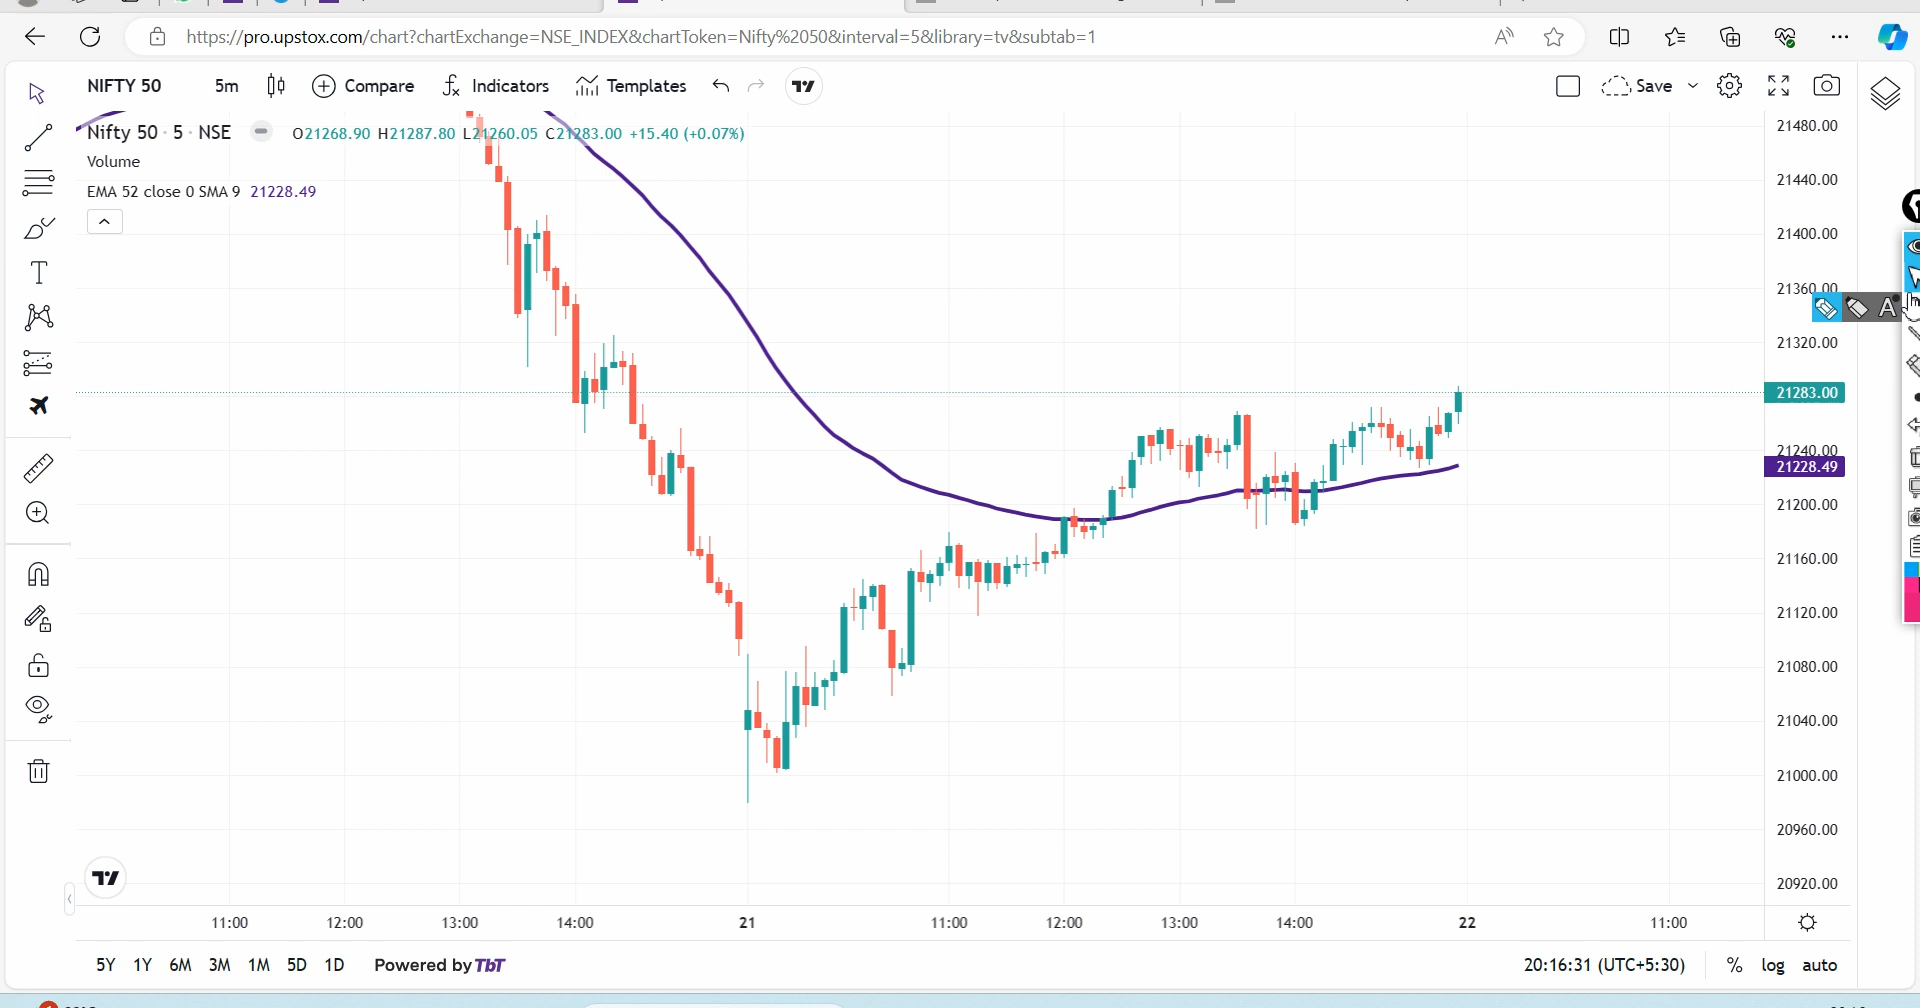 https://pro.upstox.com/chart?chartExchange=NSE_INDEX&chartToken=Nifty%2050&interval=5&library=tv&subtab=1
NIFTY 50 5m Compare Indicators Templates Save
Nifty 50 · 5 · NSE O21268.90 H21287.80 L21260.05 C21283.00 +15.40 (+0.07%)
Volume
EMA 52 close 0 SMA 9 21228.49
21480.00
21440.00
21400.00
21360.00
A
21320.00
21283.00
21240.00
21228.49
21200.00
21160.00
21120.00
21080.00
21040.00
21000.00
20960.00
20920.00
11:00 12:00 13:00 14:00 21 11:00 12:00 13:00 14:00 22 11:00
5Y 1Y 6M 3M 1M 5D 1D Powered by TbT 20:16:31 (UTC+5:30) % log auto